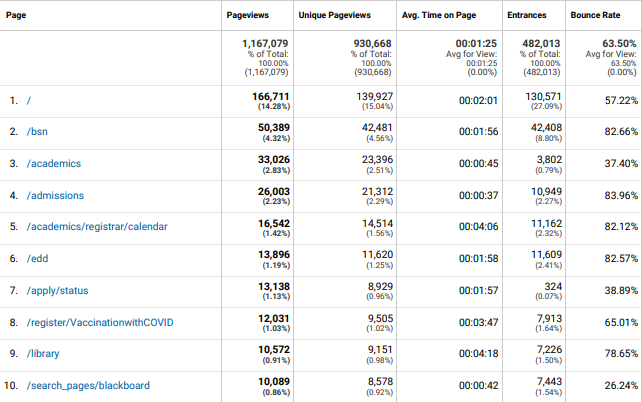 Page Pageviews Unique Pageviews Avg. Time on Page Entrances Bounce Rate
1,167,079 930,668 00:01:25 482,013 63.50%
% of Total: % of Total: Avg for View: % of Total: Avg for View:
100.00% 100.00% 00:01:25 100.00% 63.50%
(1,167,079) (930,668) (0.00%) (482,013) (0.00%)
1. / 166,711 139,927 00:02:01 130,571 57.22%
(14.28%) (15.04%) (27.09%)
2. /bsn 50,389 42,481 00:01:56 42,408 82.66%
(4.32%) (4.56%) (8.80%)
3. /academics 33,026 23,396 00:00:45 3,802 37.40%
(2.83%) (2.51%) (0.79%)
4. /admissions 26,003 21,312 00:00:37 10,949 83.96%
(2.23%) (2.29%) (2.27%)
5. /academics/registrar/calendar 16,542 14,514 00:04:06 11,162 82.12%
(1.42%) (1.56%) (2.32%)
6. /edd 13,896 11,620 00:01:58 11,609 82.57%
(1.19%) (1.25%) (2.41%)
7. /apply/status 13,138 8,929 00:01:57 324 38.89%
(1.13%) (0.96%) (0.07%)
8. /register/VaccinationwithCOVID 12,031 9,505 00:03:47 7,913 65.01%
(1.03%) (1.02%) (1.64%)
9. /library 10,572 9,151 00:04:18 7,226 78.65%
(0.91%) (0.98%) (1.50%)
10. /search_pages/blackboard 10,089 8,578 00:00:42 7,443 26.24%
(0.86%) (0.92%) (1.54%)